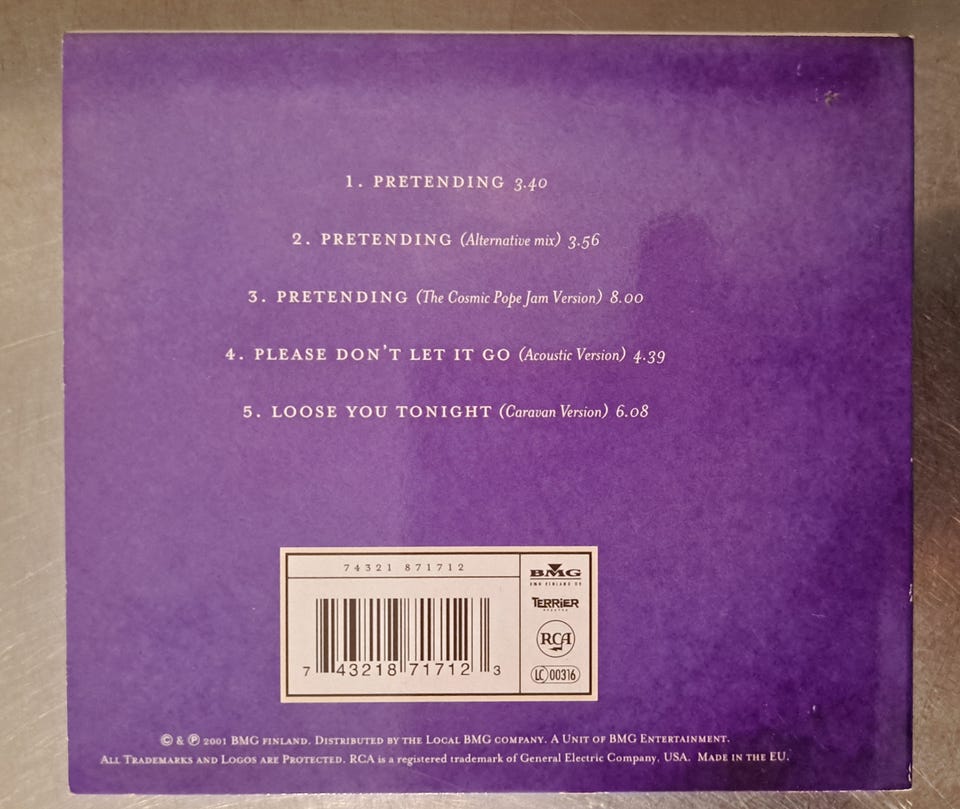 1. PRETENDING 3.40
2. PRETENDING (Alternative mix) 3.56
3. PRETENDING (The Cosmic Pope Jam Version) 8.00
4. PLEASE DON'T LET IT GO (Acoustic Version) 4.39
5. LOOSE YOU TONIGHT (Caravan Version) 6.08
74321 871712
BMG
BMG FINLAND OY
TERRIER
RCA
LC 00316
7 43218 71712 3
© & ℗ 2001 BMG FINLAND. DISTRIBUTED BY THE LOCAL BMG COMPANY. A UNIT OF BMG ENTERTAINMENT.
ALL TRADEMARKS AND LOGOS ARE PROTECTED. RCA IS A REGISTERED TRADEMARK OF GENERAL ELECTRIC COMPANY, USA. MADE IN THE EU.